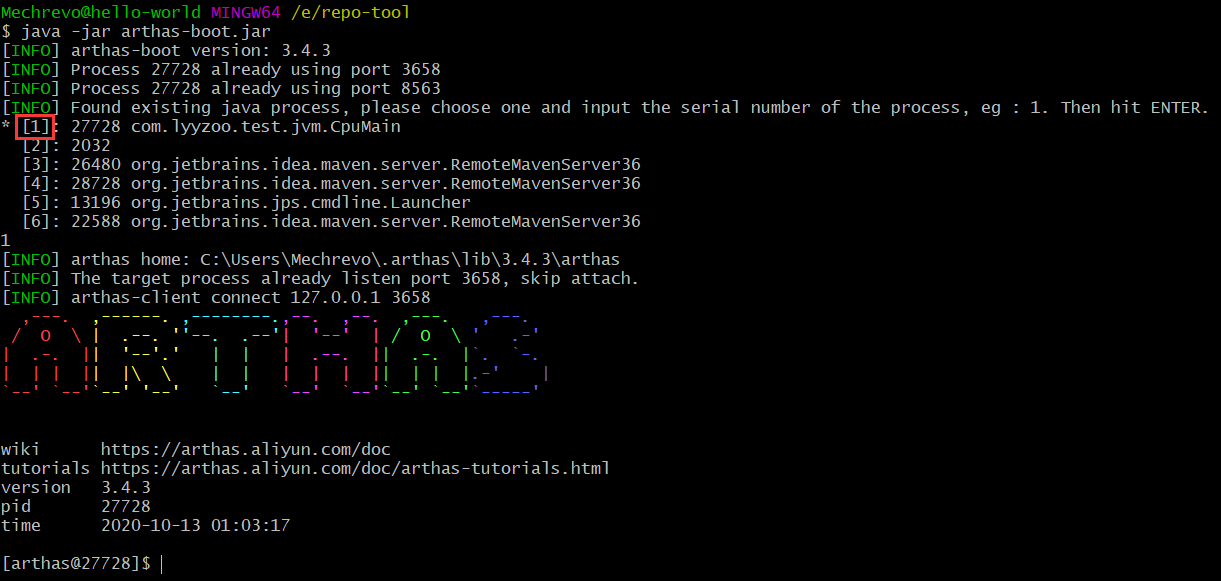 Mechrevo@hello-world MINGW64 /e/repo-tool
$ java -jar arthas-boot.jar
[INFO] arthas-boot version: 3.4.3
[INFO] Process 27728 already using port 3658
[INFO] Process 27728 already using port 8563
[INFO] Found existing java process, please choose one and input the serial number of the process, eg : 1. Then hit ENTER.
* [1]: 27728 com.lyyzoo.test.jvm.CpuMain
  [2]: 2032
  [3]: 26480 org.jetbrains.idea.maven.server.RemoteMavenServer36
  [4]: 28728 org.jetbrains.idea.maven.server.RemoteMavenServer36
  [5]: 13196 org.jetbrains.jps.cmdline.Launcher
  [6]: 22588 org.jetbrains.idea.maven.server.RemoteMavenServer36
1
[INFO] arthas home: C:\Users\Mechrevo\.arthas\lib\3.4.3\arthas
[INFO] The target process already listen port 3658, skip attach.
[INFO] arthas-client connect 127.0.0.1 3658
ARTHAS
wiki      https://arthas.aliyun.com/doc
tutorials https://arthas.aliyun.com/doc/arthas-tutorials.html
version   3.4.3
pid       27728
time      2020-10-13 01:03:17
[arthas@27728]$